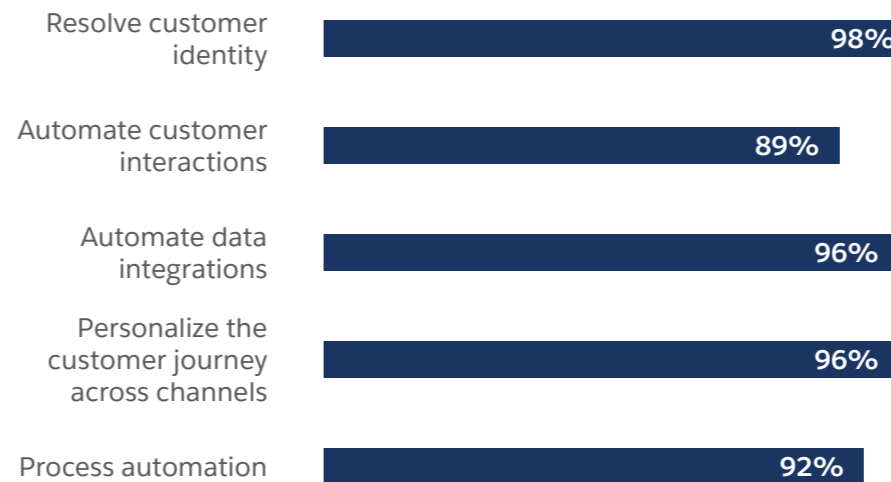 Resolve customer
identity
98%
Automate customer
interactions
89%
Automate data
integrations
96%
Personalize the
customer journey
across channels
96%
Process automation
92%